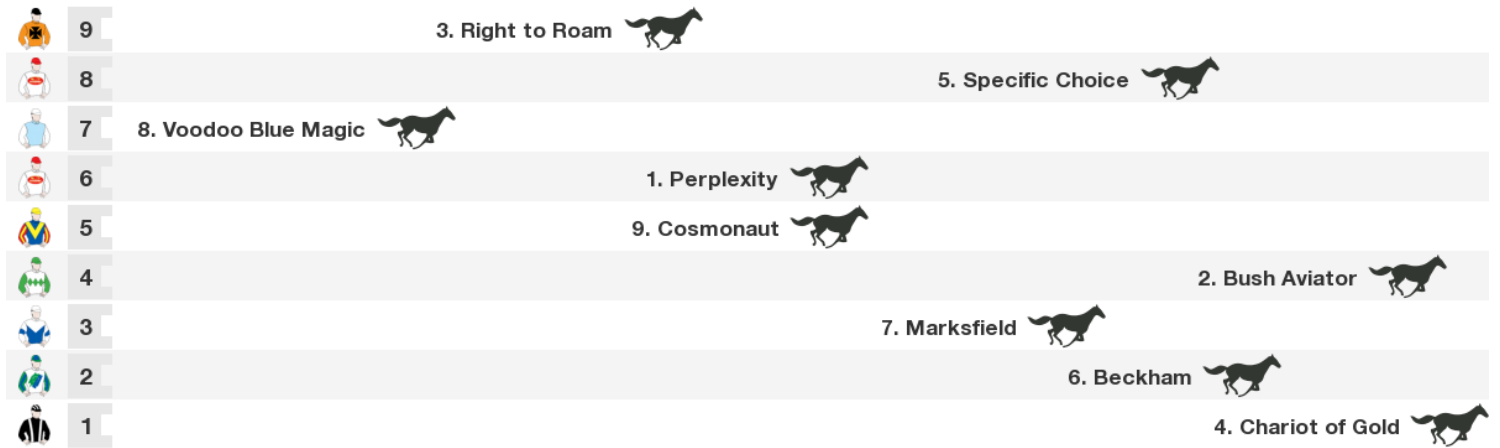 9 3. Right to Roam
8 5. Specific Choice
7 8. Voodoo Blue Magic
6 1. Perplexity
5 9. Cosmonaut
4 2. Bush Aviator
3 7. Marksfield
2 6. Beckham
1 4. Chariot of Gold